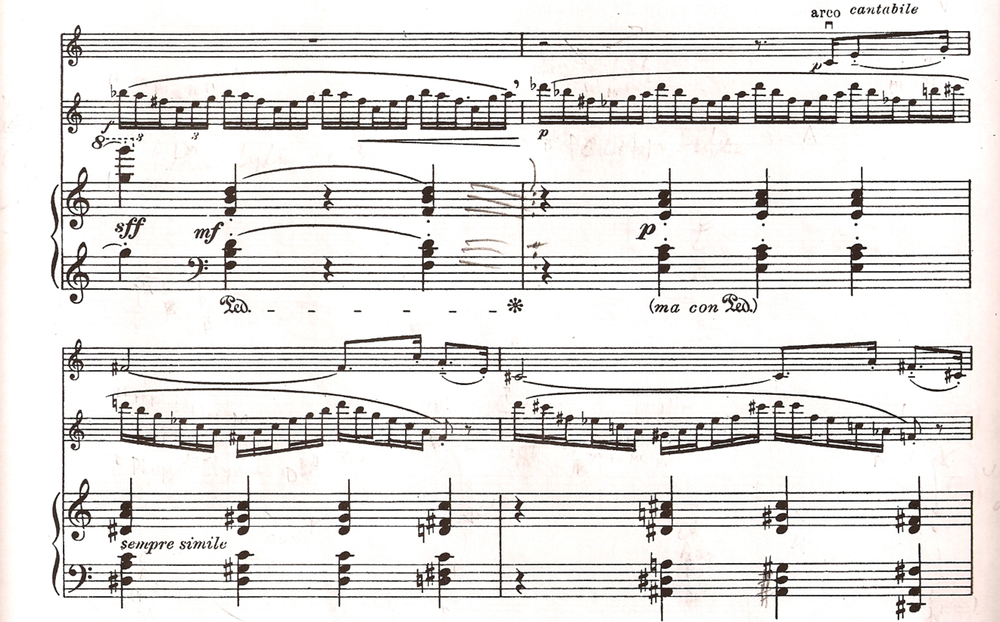 arco cantabile
p
f
3 3
p
8
sff mf p
Ped. (ma con Ped.)
sempre simile